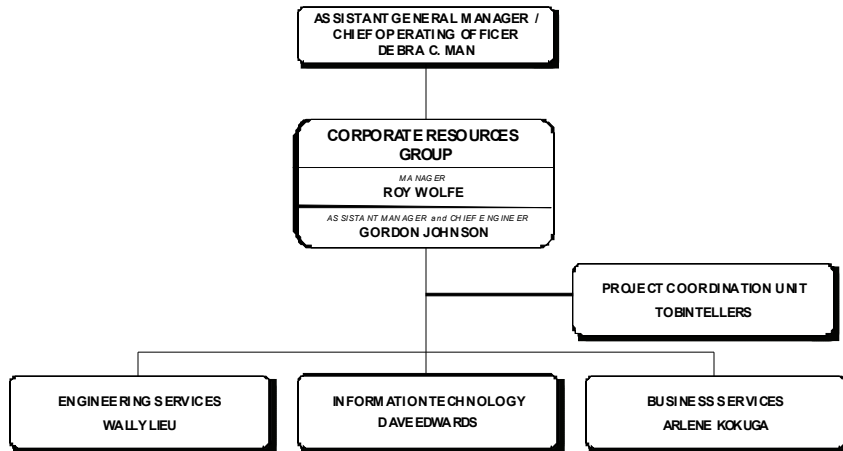 ASSISTANT GENERAL MANAGER /
CHIEF OPERATING OFFICER
DEBRA C. MAN
CORPORATE RESOURCES
GROUP
MANAGER
ROY WOLFE
ASSISTANT MANAGER and CHIEF ENGINEER
GORDON JOHNSON
PROJECT COORDINATION UNIT
TOBIN TELLERS
ENGINEERING SERVICES
WALLY LIEU
INFORMATION TECHNOLOGY
DAVE EDWARDS
BUSINESS SERVICES
ARLENE KOKUGA